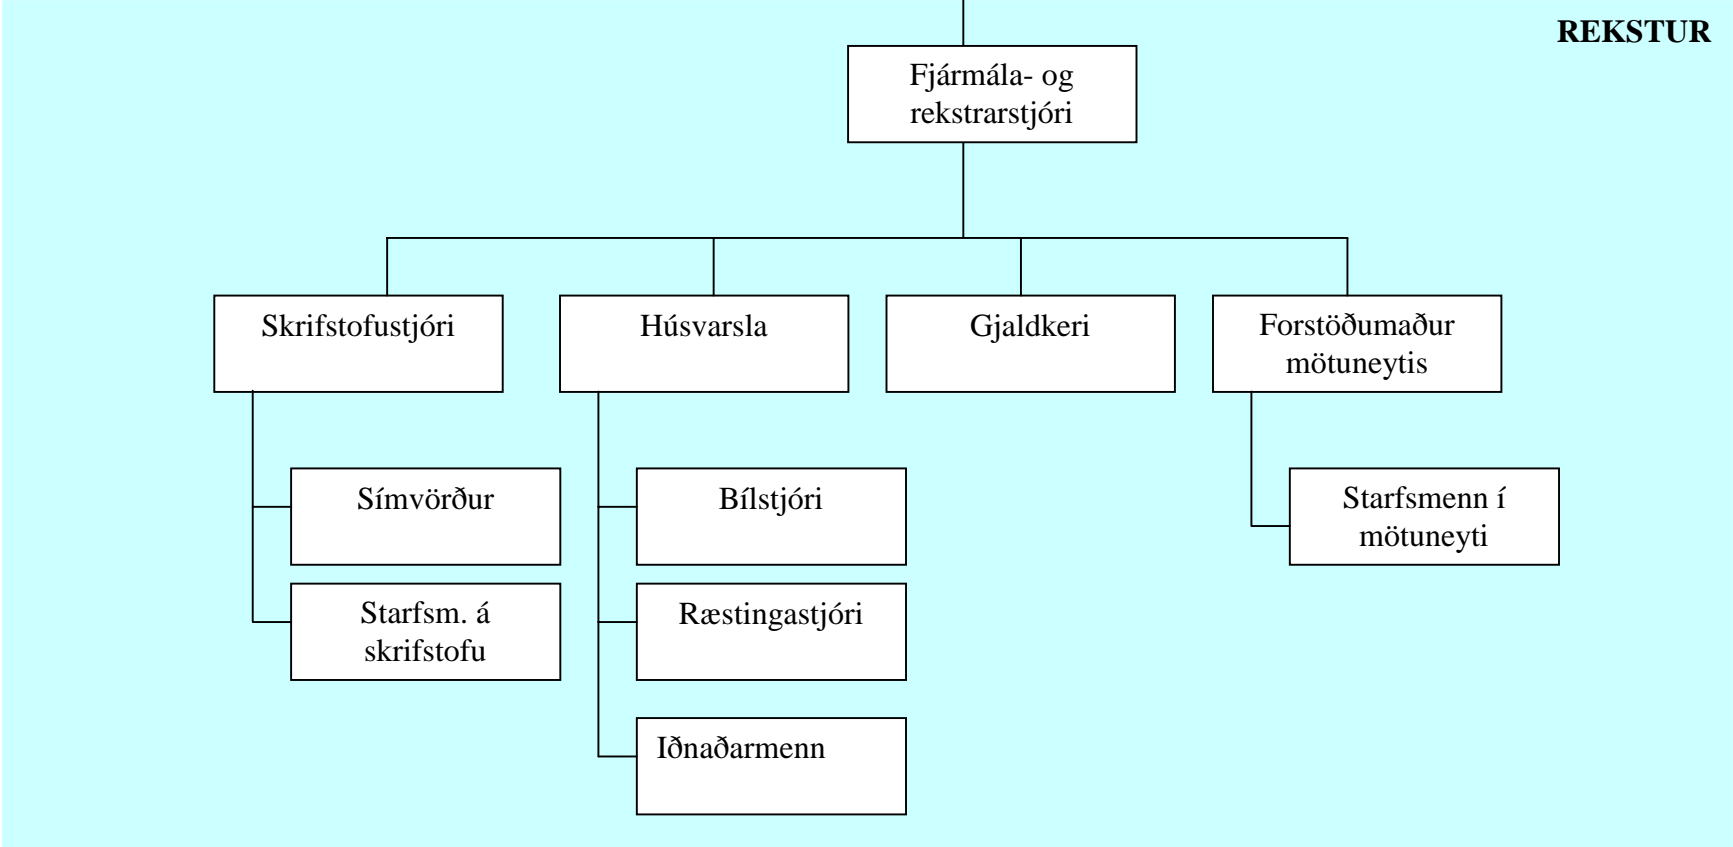 REKSTUR
Fjármála- og
rekstrarstjóri
Skrifstofustjóri
Húsvarsla
Gjaldkeri
Forstöðumaður
mötuneytis
Símvörður
Bílstjóri
Starfsmenn í
mötuneyti
Starfsm. á
skrifstofu
Ræstingastjóri
Iðnaðarmenn